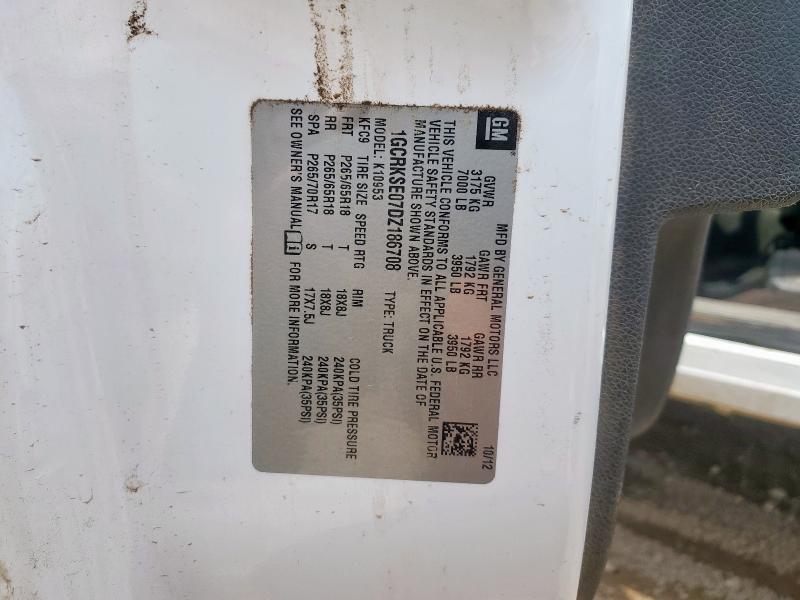 GM
MFD BY GENERAL MOTORS LLC 10/12
GVWR GAWR FRT GAWR RR
3175 KG 1792 KG 1792 KG
7000 LB 3950 LB 3950 LB
THIS VEHICLE CONFORMS TO ALL APPLICABLE U.S. FEDERAL MOTOR
VEHICLE SAFETY STANDARDS IN EFFECT ON THE DATE OF
MANUFACTURE SHOWN ABOVE.
1GCRKSE07DZ186708 TYPE: TRUCK
MODEL: K10953
KFC9 TIRE SIZE SPEED RTG RIM COLD TIRE PRESSURE
FRT P265/65R18 T 18X8J 240KPA(35PSI)
RR P265/65R18 T 18X8J 240KPA(35PSI)
SPA P265/70R17 S 17X7.5J 240KPA(35PSI)
SEE OWNER'S MANUAL i FOR MORE INFORMATION.